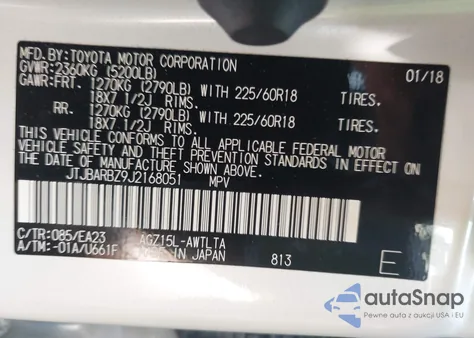 MFD.BY:TOYOTA MOTOR CORPORATION 01/18
GVWR:2360KG (5200LB)
GAWR:FRT. 1270KG (2790LB) WITH 225/60R18 TIRES.
18X7 1/2J RIMS.
RR. 1270KG (2790LB) WITH 225/60R18 TIRES.
18X7 1/2J RIMS.
THIS VEHICLE CONFORMS TO ALL APPLICABLE FEDERAL MOTOR
VEHICLE SAFETY, BUMPER AND THEFT PREVENTION STANDARDS IN EFFECT
ON THE DATE OF MANUFACTURE SHOWN ABOVE.
JTJBARBZ9J2168051 MPV
C/TR:085/EA23 AGZ15L-AWTLTA
A/TM:-01A/U661F MADE IN JAPAN 813 E
autoSnap
Pewne auta z aukcji USA i EU